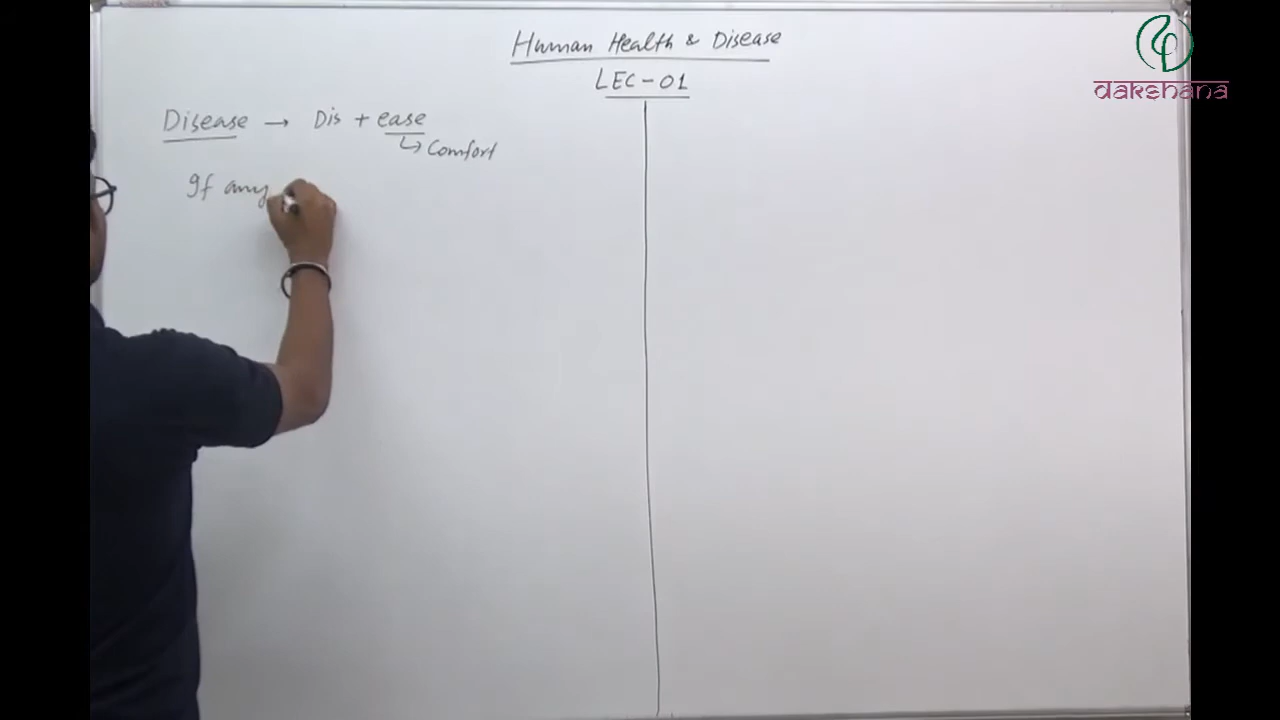 Human Health & Disease
LEC-01
dakshana
Disease → Dis + ease
↳ Comfort
If any